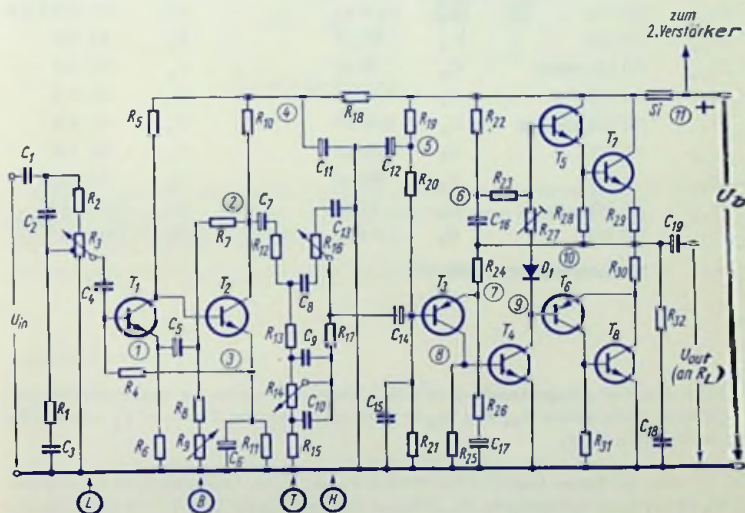 zum
2.Verstärker
R5
R10
4
R18
R19
5
R22
T5
T7
Si
11
+
C1
C2
R2
R3
C11
C12
R20
6
R23
C16
R27
R28
R29
C19
Ub
2
C7
R7
R12
C13
R16
C8
C4
T1
T2
C5
1
3
R4
R13
C9
R17
C14
T3
R24
7
8
D1
10
9
T6
R30
T4
T8
R32
Uout
(an RL)
Uin
R14
C10
C15
R26
C17
C18
R1
C3
R6
R8
R9
C6
R11
R15
R21
R25
R31
L
B
T
H